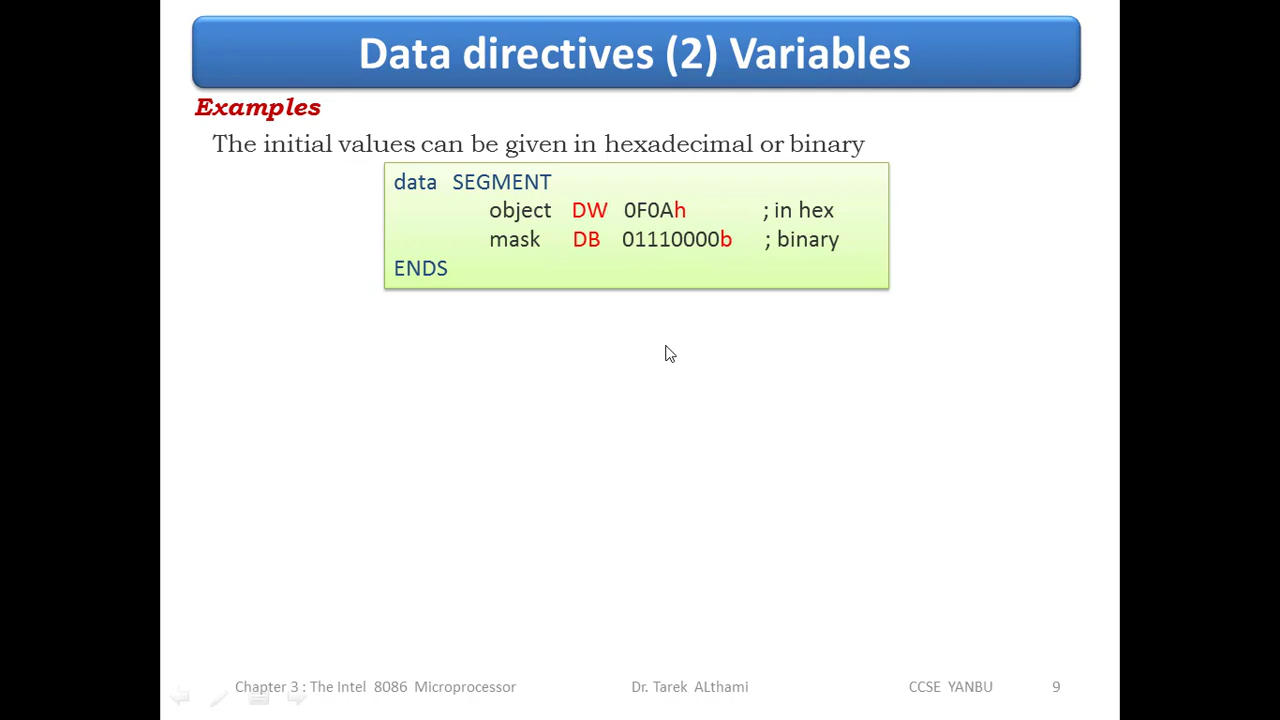 Data directives (2) Variables
Examples
The initial values can be given in hexadecimal or binary
data SEGMENT
object DW 0F0Ah ; in hex
mask DB 01110000b ; binary
ENDS
Chapter 3 : The Intel 8086 Microprocessor Dr. Tarek ALthami CCSE YANBU 9